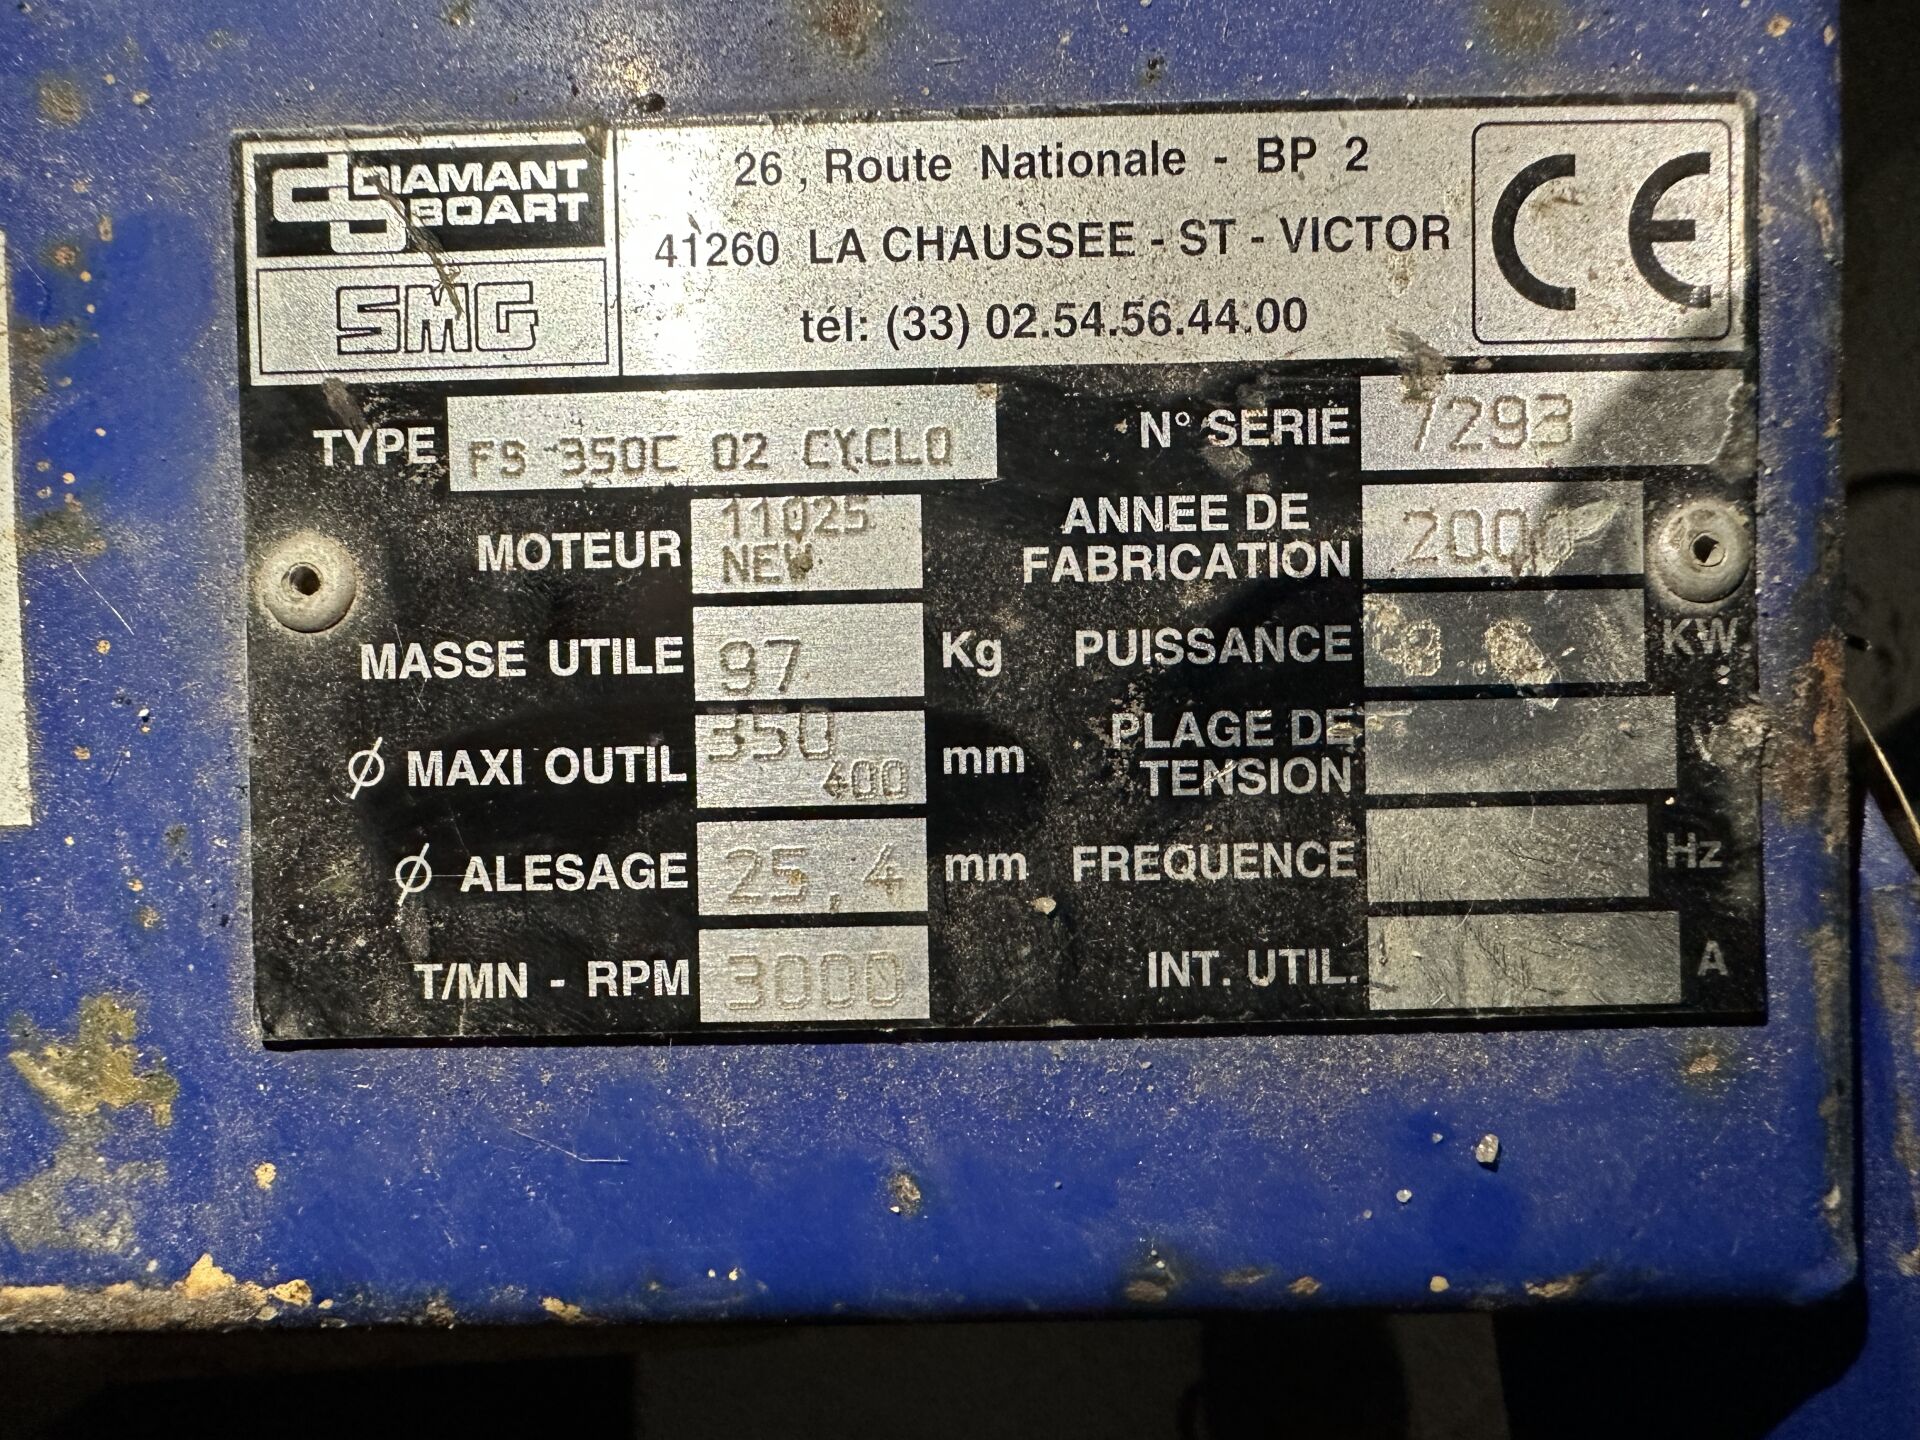 DIAMANT
BOART
SMG
26 , Route Nationale - BP 2
41260 LA CHAUSSEE - ST - VICTOR
tél: (33) 02.54.56.44.00
CE
TYPE FS 350C 02 CYCLO
N° SERIE 7293
MOTEUR 11025
NEW
ANNEE DE
FABRICATION 2000
MASSE UTILE 97 Kg
PUISSANCE KW
Ø MAXI OUTIL 350
400 mm
PLAGE DE
TENSION V
Ø ALESAGE 25,4 mm
FREQUENCE Hz
T/MN - RPM 3000
INT. UTIL. A